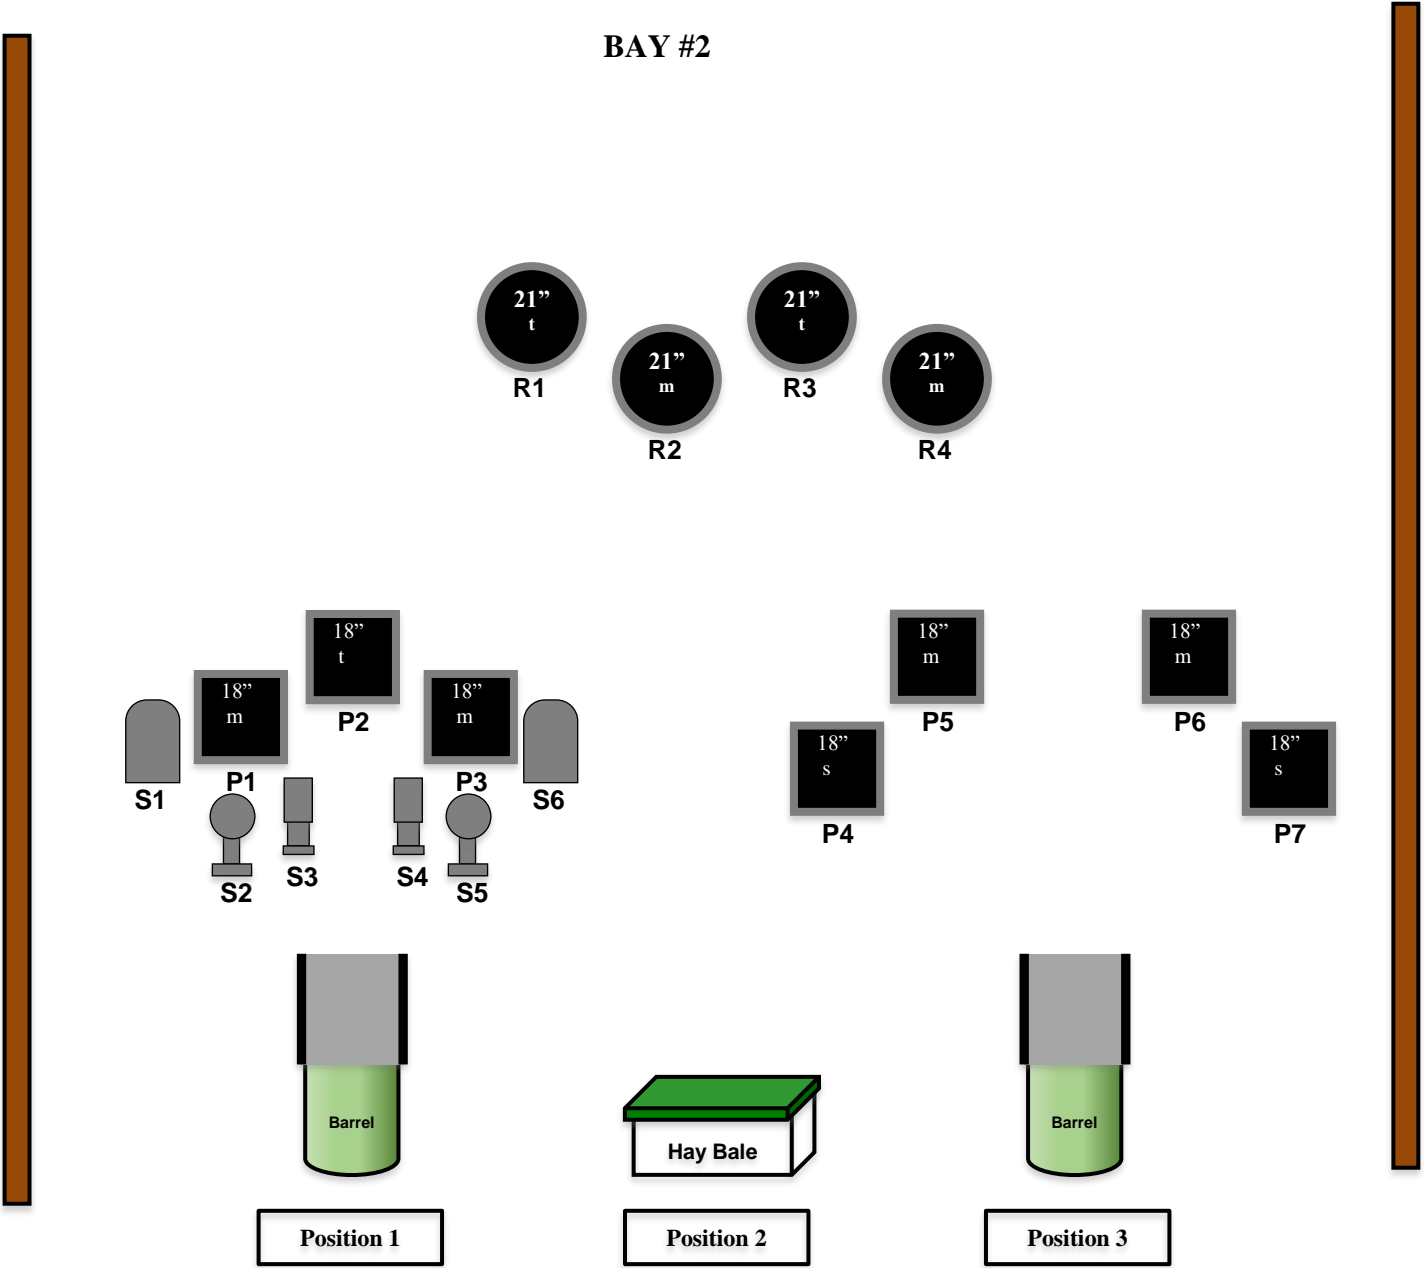 BAY #2
21”
t
R1
21”
m
R2
21”
t
R3
21”
m
R4
18”
m
P1
18”
t
P2
18”
m
P3
18”
s
P4
18”
m
P5
18”
m
P6
18”
s
P7
S1
S2
S3
S4
S5
S6
Barrel
Hay Bale
Barrel
Position 1
Position 2
Position 3